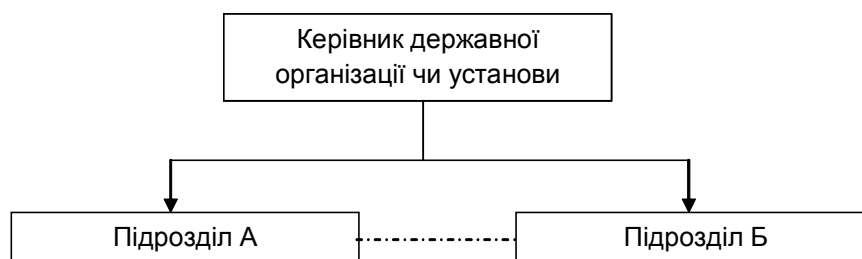 Керівник державної
організації чи установи
Підрозділ А
Підрозділ Б